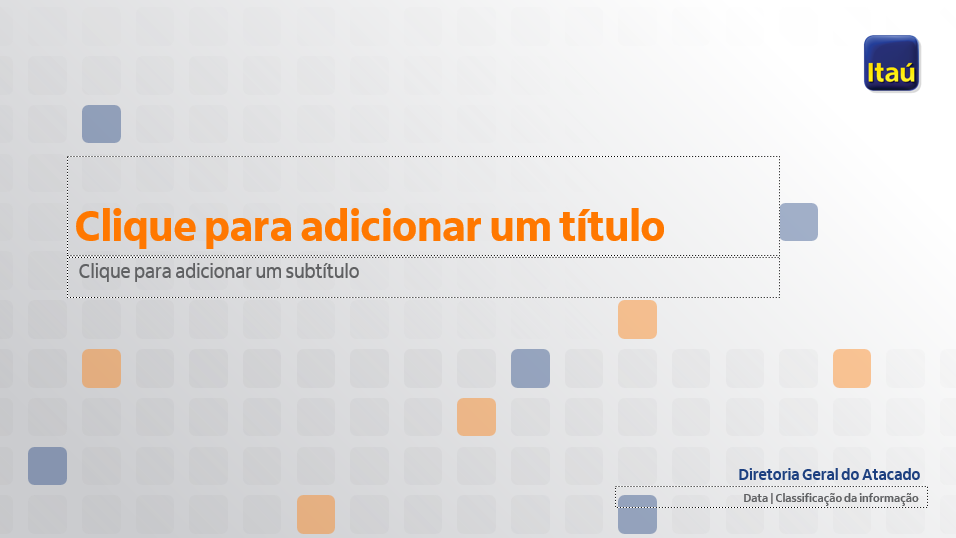 Itaú
Clique para adicionar um título
Clique para adicionar um subtítulo
Diretoria Geral do Atacado
Data | Classificação da informação